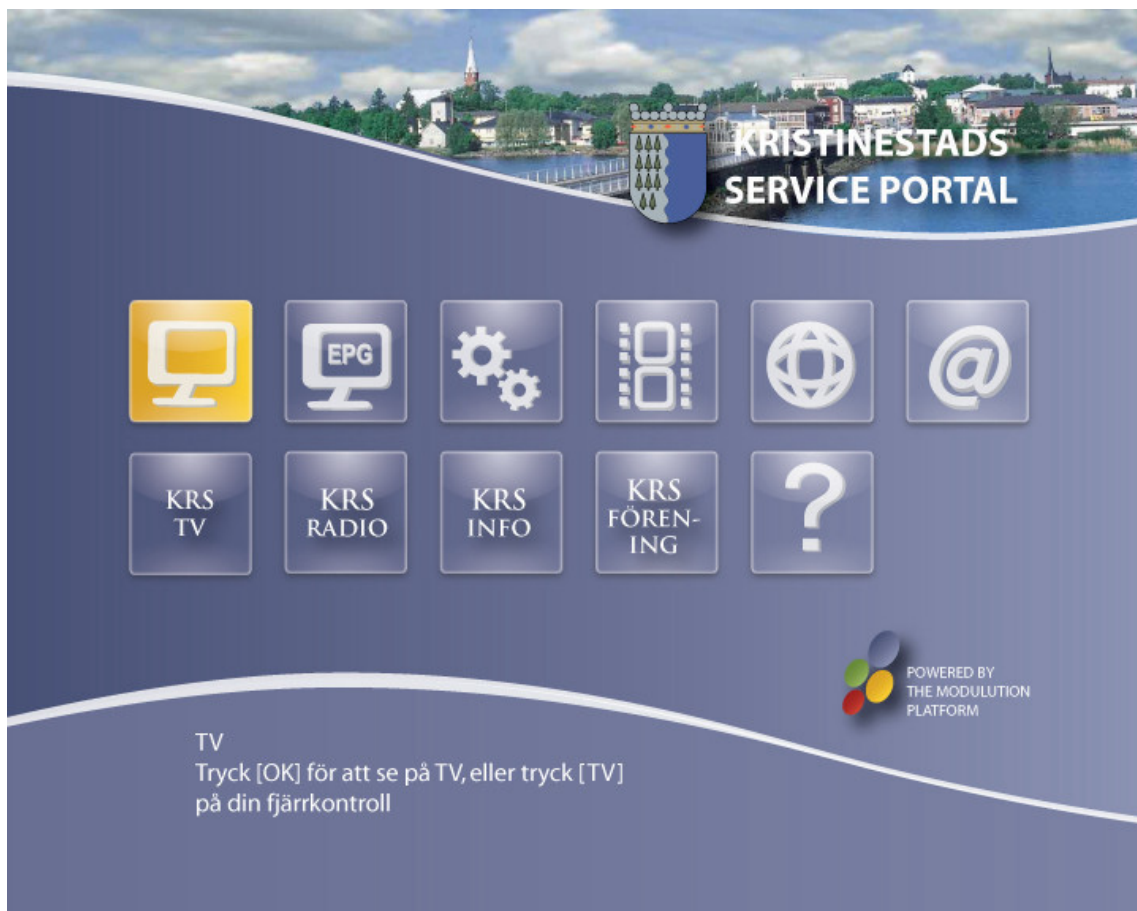 KRISTINESTADS
SERVICE PORTAL
EPG
@
KRS
TV
KRS
RADIO
KRS
INFO
KRS
FÖREN-
ING
?
POWERED BY
THE MODULUTION
PLATFORM
TV
Tryck [OK] för att se på TV, eller tryck [TV]
på din fjärrkontroll